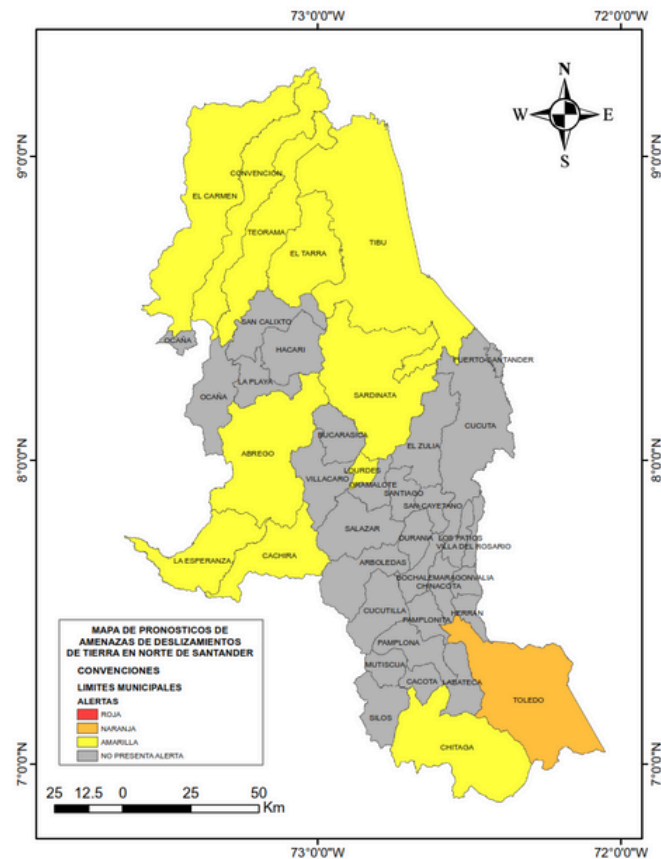 73°0'0"W
72°0'0"W
N
W
E
S
9°0'0"N
9°0'0"N
CONVENCIÓN
EL CARMEN
TEORAMA
TIBU
EL TARRA
SAN CALIXTO
OCAÑA
HACARI
PUERTO SANTANDER
LA PLAYA
OCAÑA
SARDINATA
CUCUTA
ABREGO
BUCARASICA
EL ZULIA
8°0'0"N
8°0'0"N
LOURDES
VILLACARO
GRAMALOTE
SANTIAGO
SAN CAYETANO
SALAZAR
DURANIA
LOS PATIOS
VILLA DEL ROSARIO
LA ESPERANZA
CACHIRA
ARBOLEDAS
BOCHALEMA
RAGONVALIA
CHINACOTA
CUCUTILLA
HERRAN
PAMPLONITA
PAMPLONA
MUTISCUA
CACOTA
LABATECA
TOLEDO
SILOS
CHITAGA
7°0'0"N
7°0'0"N
MAPA DE PRONOSTICOS DE
AMENAZAS DE DESLIZAMIENTOS
DE TIERRA EN NORTE DE SANTANDER
CONVENCIONES
LIMITES MUNICIPALES
ALERTAS
ROJA
NARANJA
AMARILLA
NO PRESENTA ALERTA
25 12.5 0 25 50
Km
73°0'0"W
72°0'0"W